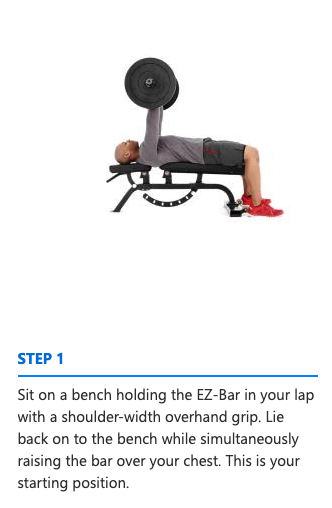 STEP 1
Sit on a bench holding the EZ-Bar in your lap
with a shoulder-width overhand grip. Lie
back on to the bench while simultaneously
raising the bar over your chest. This is your
starting position.